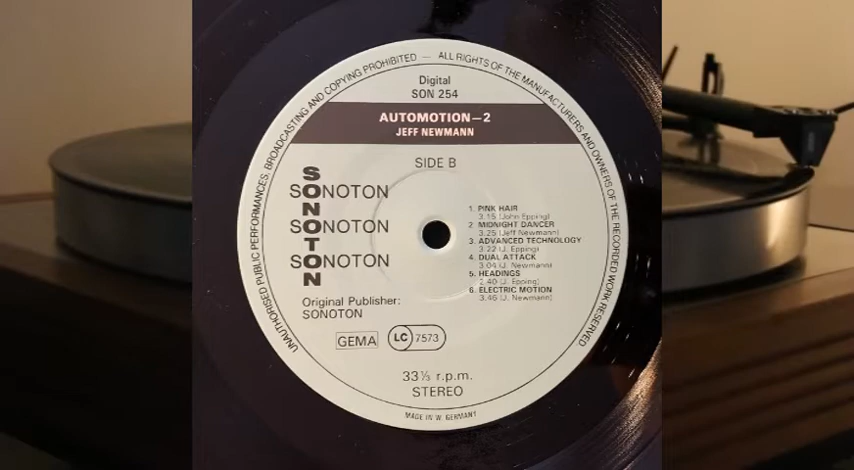 UNAUTHORISED PUBLIC PERFORMANCES, BROADCASTING AND COPYING PROHIBITED — ALL RIGHTS OF THE MANUFACTURERS AND OWNERS OF THE RECORDED WORK RESERVED.
Digital
SON 254
AUTOMOTION–2
JEFF NEWMANN
SIDE B
SONOTON
SONOTON
SONOTON
SONOTON
1. PINK HAIR
3.15 (John Epping)
2. MIDNIGHT DANCER
3.25 (Jeff Newmann)
3. ADVANCED TECHNOLOGY
3.22 (J. Epping)
4. DUAL ATTACK
3.04 (J. Newmann)
5. HEADINGS
2.40 (J. Epping)
6. ELECTRIC MOTION
3.46 (J. Newmann)
Original Publisher:
SONOTON
GEMA LC 7573
33⅓ r.p.m.
STEREO
MADE IN W. GERMANY